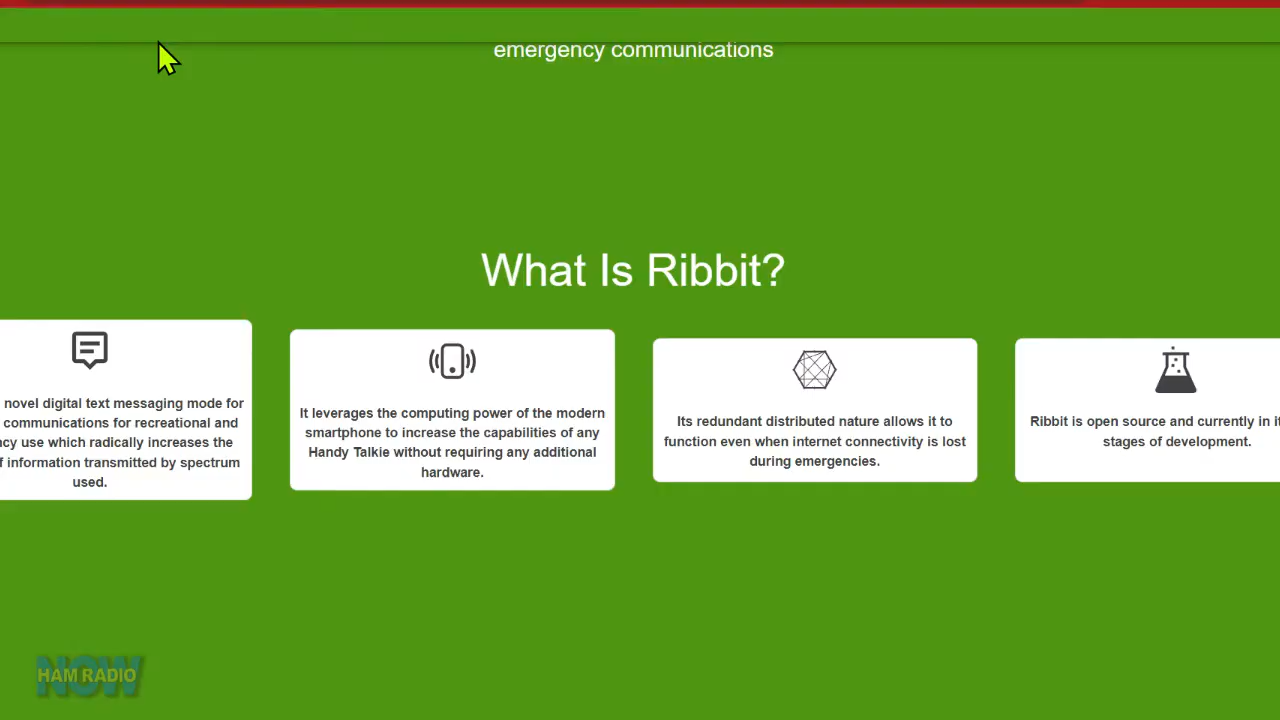 emergency communications
What Is Ribbit?
novel digital text messaging mode for
communications for recreational and
use which radically increases the
information transmitted by spectrum
used.
It leverages the computing power of the modern
smartphone to increase the capabilities of any
Handy Talkie without requiring any additional
hardware.
Its redundant distributed nature allows it to
function even when internet connectivity is lost
during emergencies.
Ribbit is open source and currently in
stages of development.
HAM RADIO
NOW